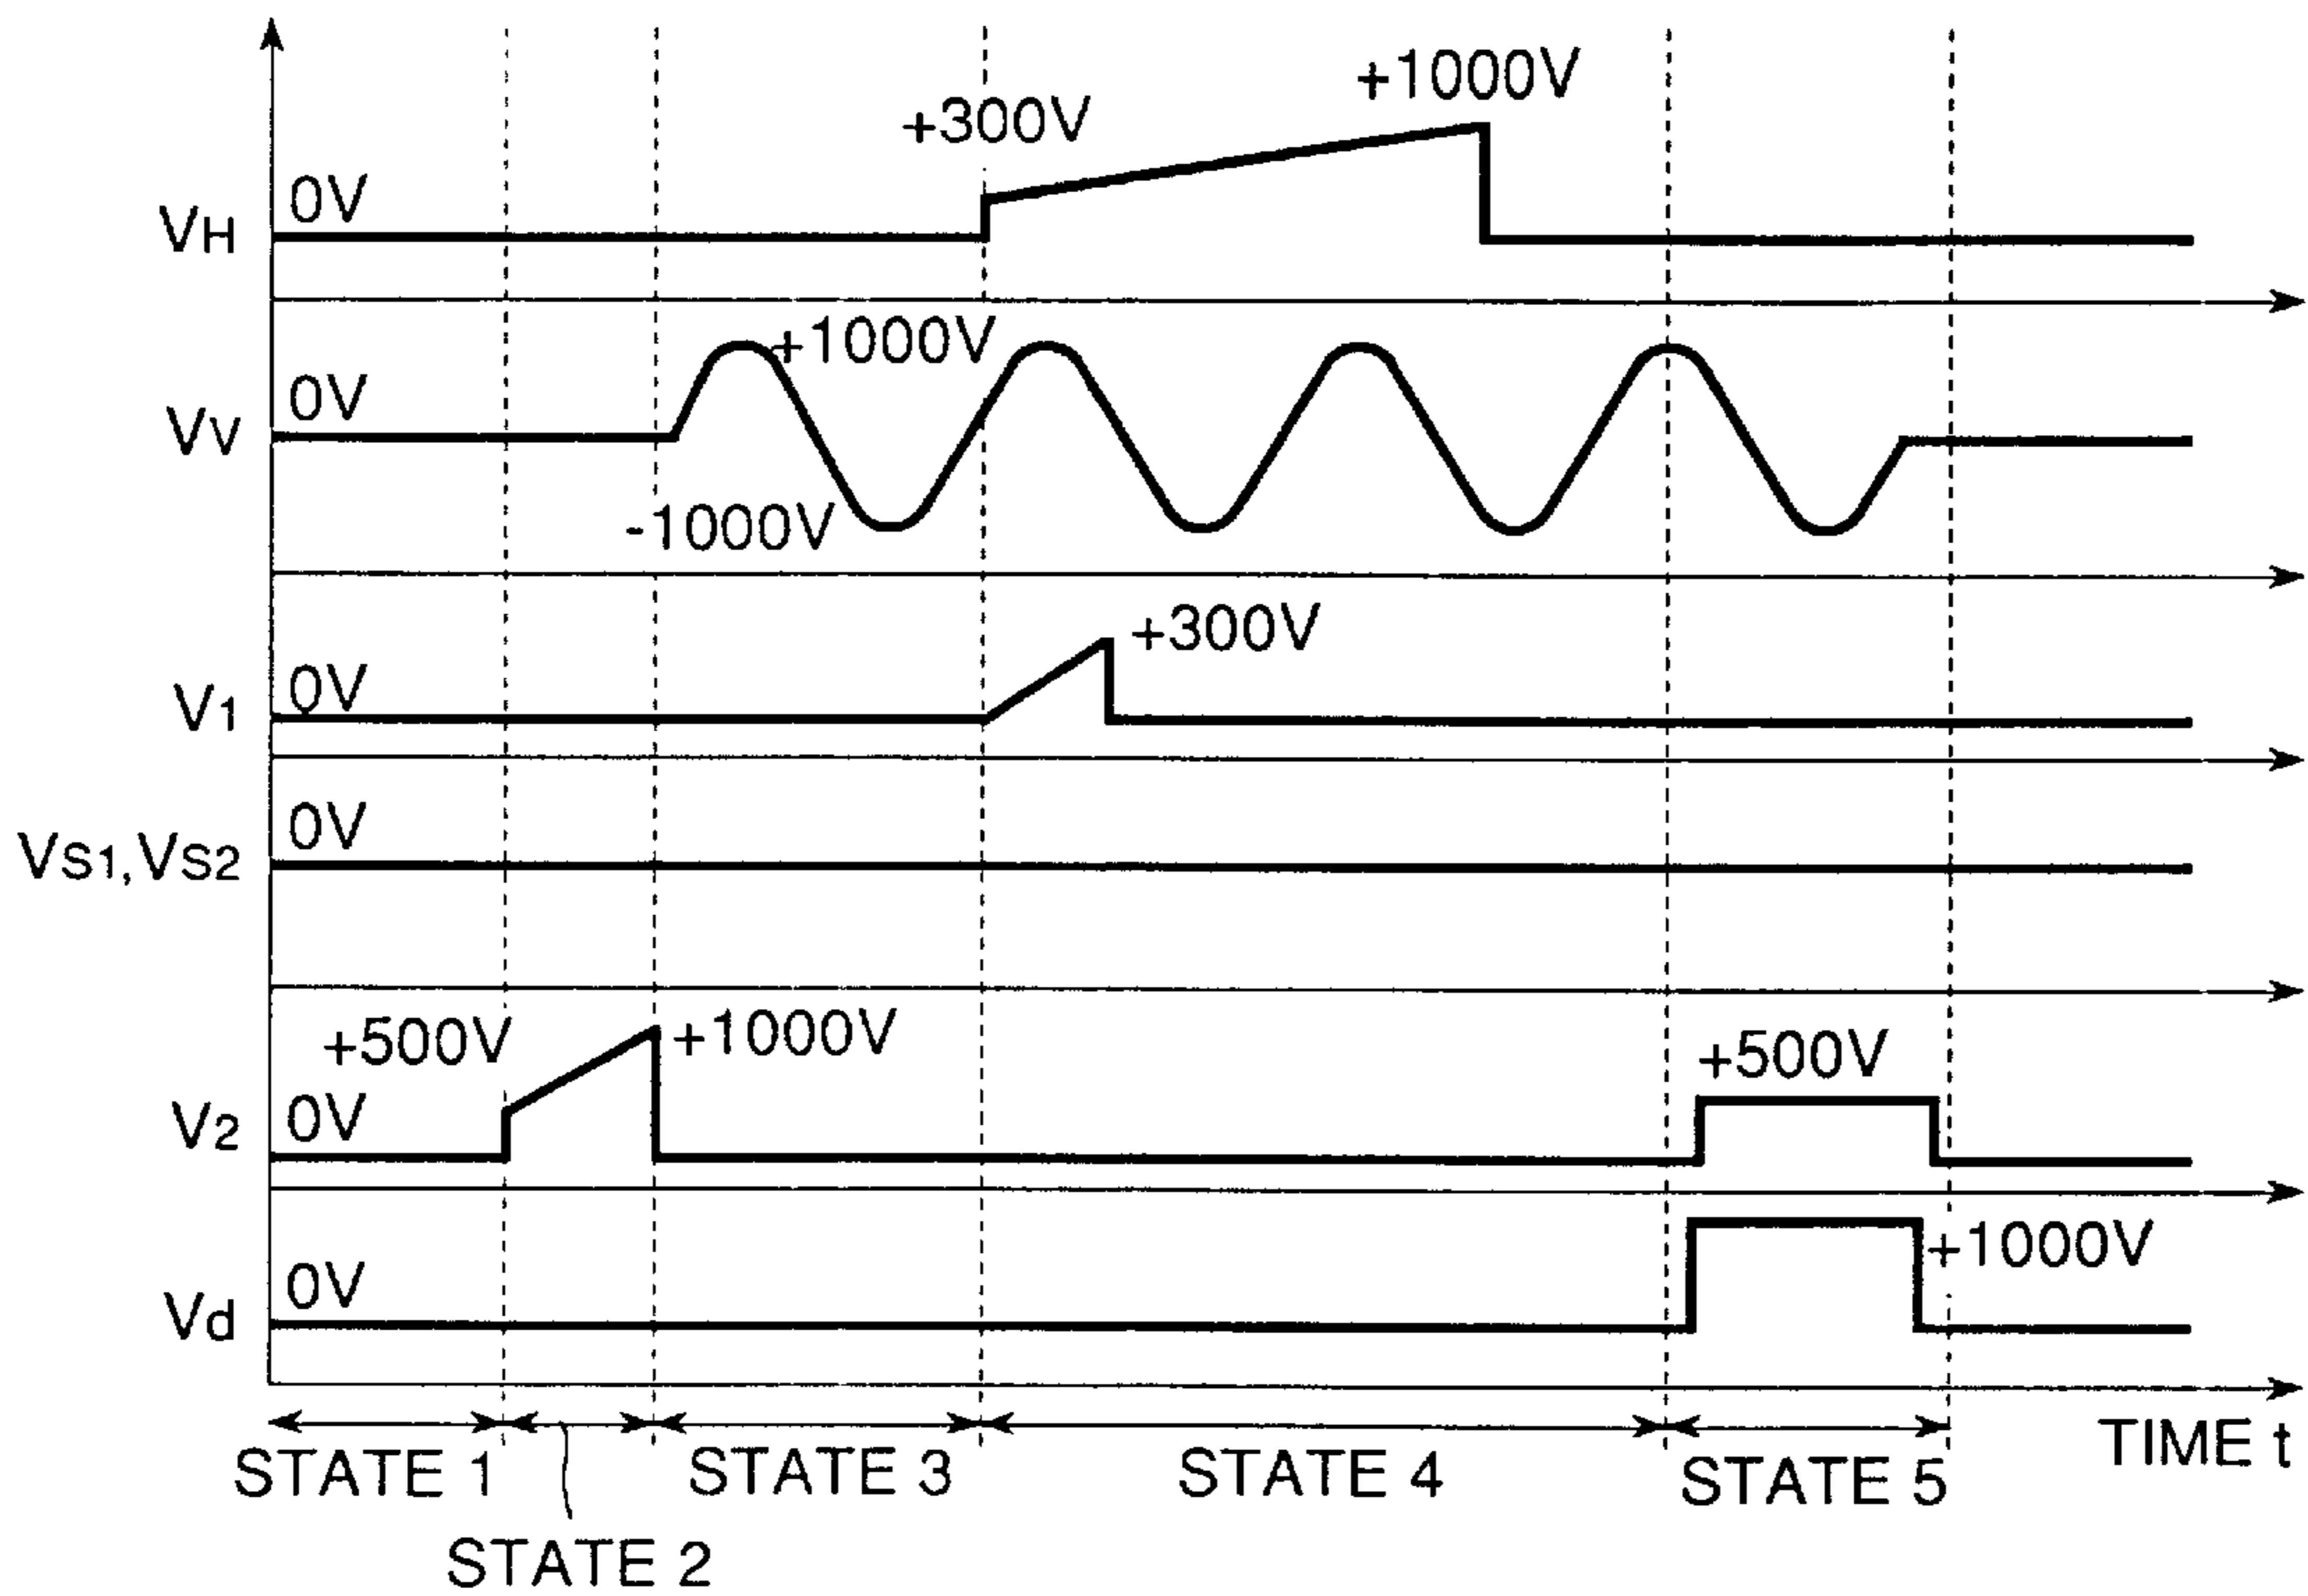 +1000V
+300V
0V
VH
+1000V
0V
VV
-1000V
+300V
0V
V1
0V
VS1,VS2
+500V
+1000V
+500V
0V
V2
+1000V
0V
Vd
TIME t
STATE 1
STATE 3
STATE 4
STATE 5
STATE 2